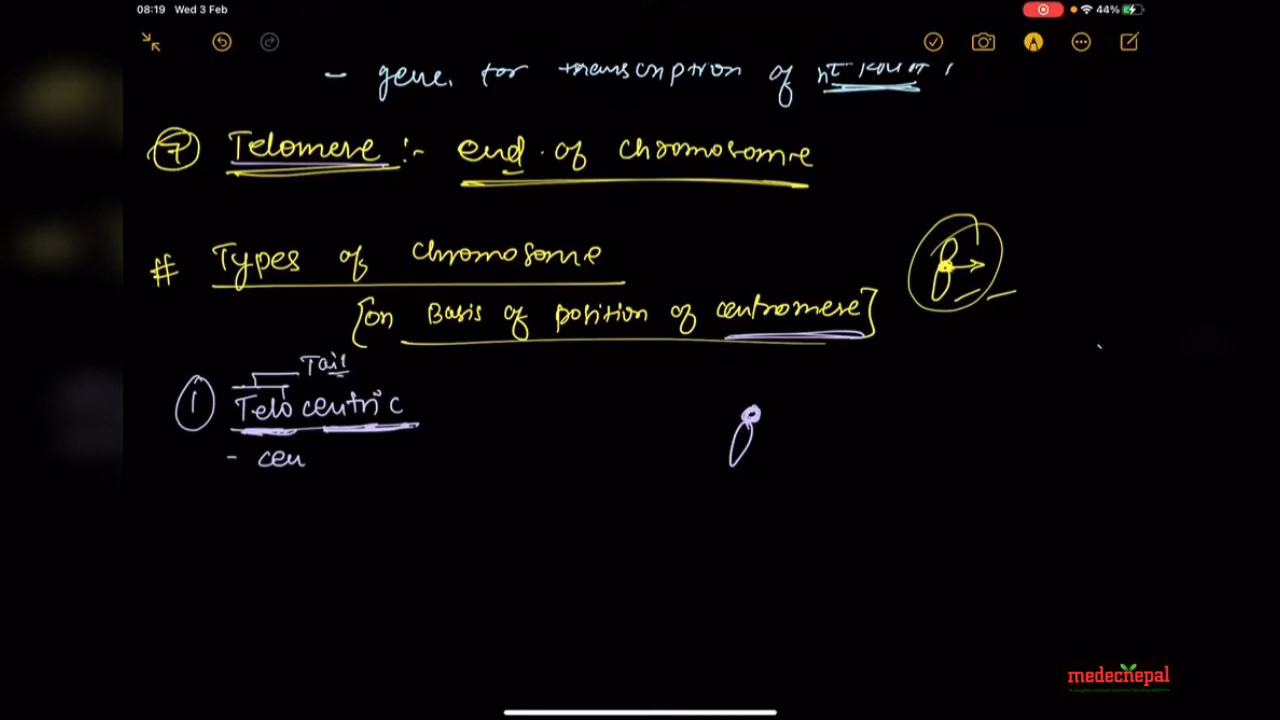 08:19 Wed 3 Feb
44%
- gene for transcription of
7 Telomere :- end of chromosome
# Types of chromosome
[on Basis of position of centromere]
Tail
1 Telocentric
- cen
medecnepal